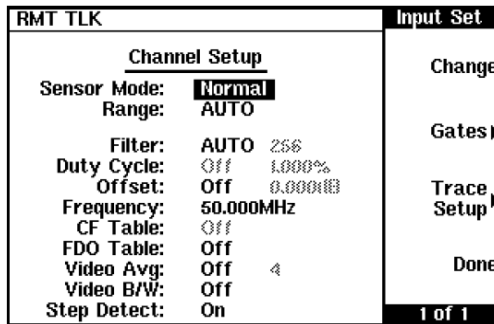 RMT TLK
Input Set
Channel Setup
Sensor Mode: Normal
Change
Range: AUTO
Filter: AUTO 256
Gates
Duty Cycle: Off 1.000%
Offset: Off 0.000dB
Trace Setup
Frequency: 50.000MHz
CF Table: Off
FDO Table: Off
Video Avg: Off 4
Done
Video B/W: Off
Step Detect: On
1 of 1